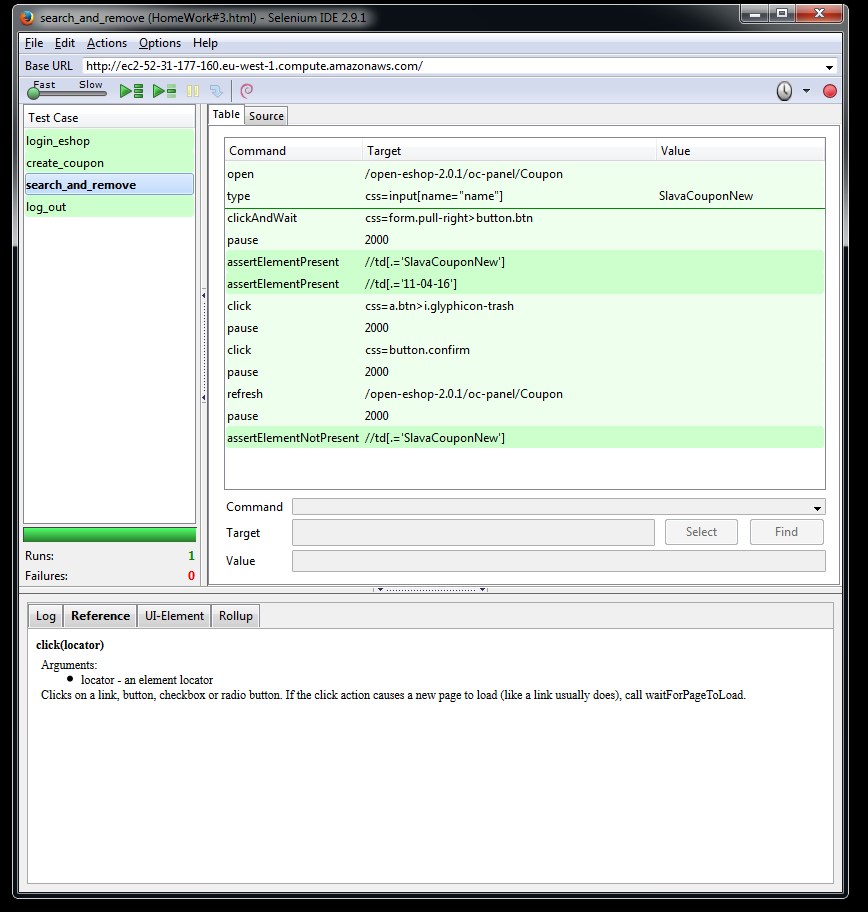 search_and_remove (HomeWork#3.html) - Selenium IDE 2.9.1
File Edit Actions Options Help
Base URL http://ec2-52-31-177-160.eu-west-1.compute.amazonaws.com/
Fast Slow
Test Case
login_eshop
create_coupon
search_and_remove
log_out
Runs: 1
Failures: 0
Table Source
Command Target Value
open /open-eshop-2.0.1/oc-panel/Coupon
type css=input[name="name"] SlavaCouponNew
clickAndWait css=form.pull-right>button.btn
pause 2000
assertElementPresent //td[.='SlavaCouponNew']
assertElementPresent //td[.='11-04-16']
click css=a.btn>i.glyphicon-trash
pause 2000
click css=button.confirm
pause 2000
refresh /open-eshop-2.0.1/oc-panel/Coupon
pause 2000
assertElementNotPresent //td[.='SlavaCouponNew']
Command
Target Select Find
Value
Log Reference UI-Element Rollup
click(locator)
Arguments:
• locator - an element locator
Clicks on a link, button, checkbox or radio button. If the click action causes a new page to load (like a link usually does), call waitForPageToLoad.